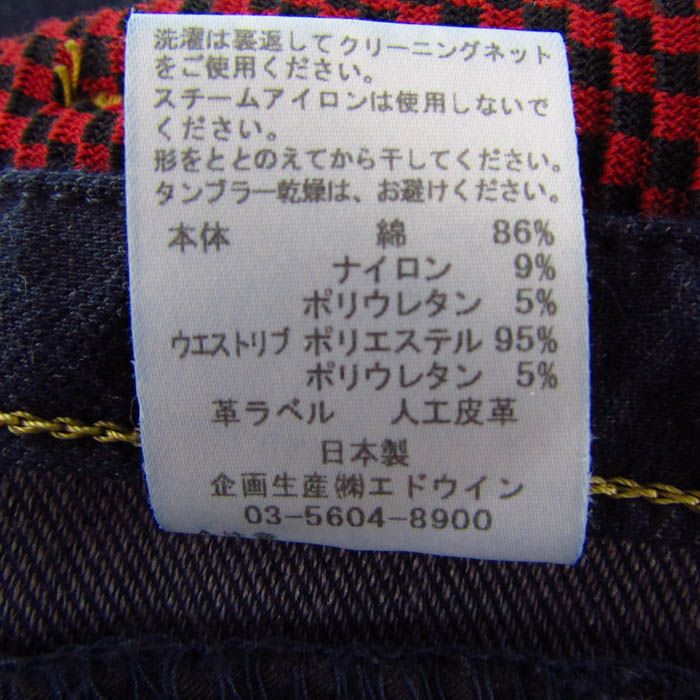 洗濯は裏返してクリーニングネット
をご使用ください。
スチームアイロンは使用しないで
ください。
形をととのえてから干してください。
タンブラー乾燥は、お避けください。
本体 綿 86%
ナイロン 9%
ポリウレタン 5%
ウエストリブ ポリエステル 95%
ポリウレタン 5%
革ラベル 人工皮革
日本製
企画生産㈱エドウイン
03-5604-8900